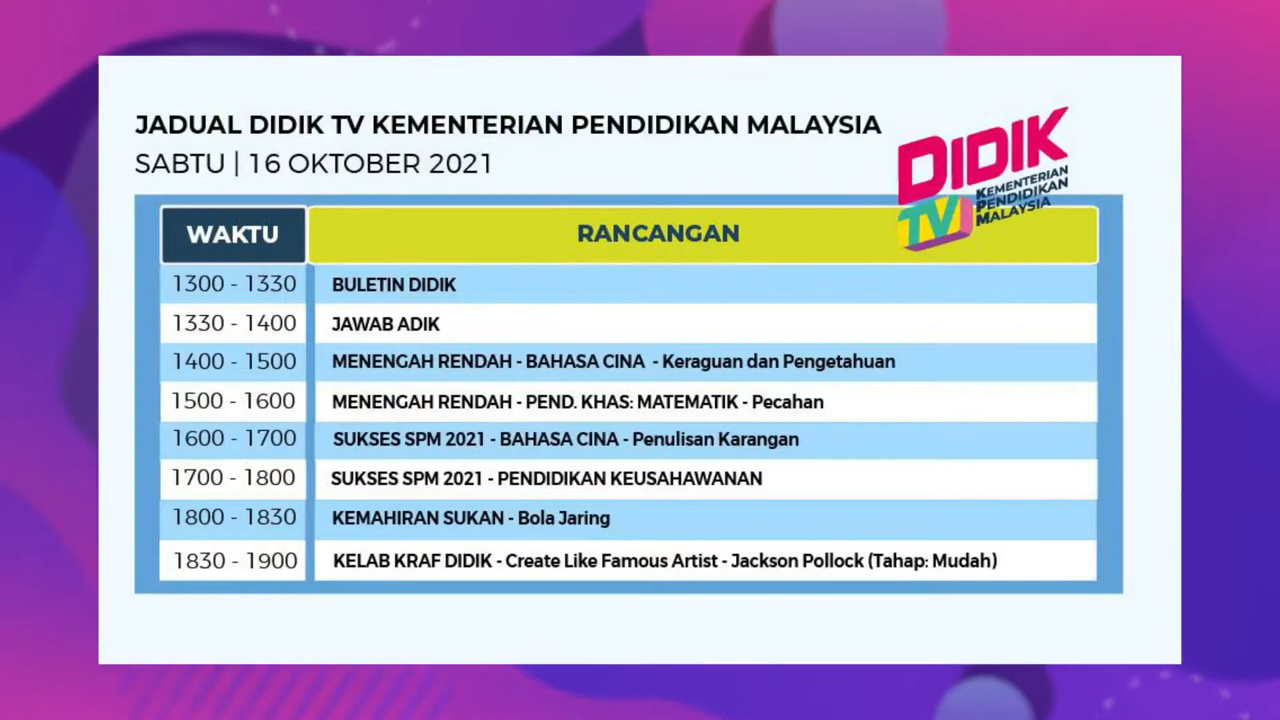 JADUAL DIDIK TV KEMENTERIAN PENDIDIKAN MALAYSIA
SABTU | 16 OKTOBER 2021
DIDIK
TV
KEMENTERIAN
PENDIDIKAN
MALAYSIA
WAKTU RANCANGAN
1300 - 1330 BULETIN DIDIK
1330 - 1400 JAWAB ADIK
1400 - 1500 MENENGAH RENDAH - BAHASA CINA - Keraguan dan Pengetahuan
1500 - 1600 MENENGAH RENDAH - PEND. KHAS: MATEMATIK - Pecahan
1600 - 1700 SUKSES SPM 2021 - BAHASA CINA - Penulisan Karangan
1700 - 1800 SUKSES SPM 2021 - PENDIDIKAN KEUSAHAWANAN
1800 - 1830 KEMAHIRAN SUKAN - Bola Jaring
1830 - 1900 KELAB KRAF DIDIK - Create Like Famous Artist - Jackson Pollock (Tahap: Mudah)